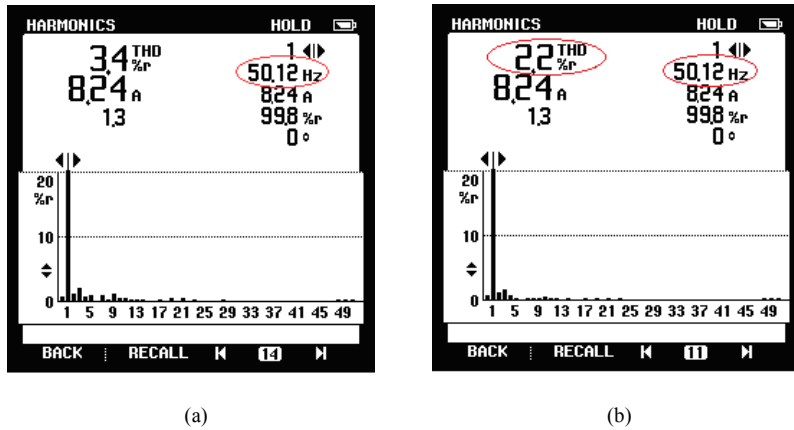 HARMONICS HOLD
3.4 THD %r 1
50.12 Hz
8.24 A 8.24 A
1.3 99.8 %r
0 °
20
%r
10
0
1 5 9 13 17 21 25 29 33 37 41 45 49
BACK RECALL 14
(a)
HARMONICS HOLD
2.2 THD %r 1
50.12 Hz
8.24 A 8.24 A
1.3 99.8 %r
0 °
20
%r
10
0
1 5 9 13 17 21 25 29 33 37 41 45 49
BACK RECALL 11
(b)